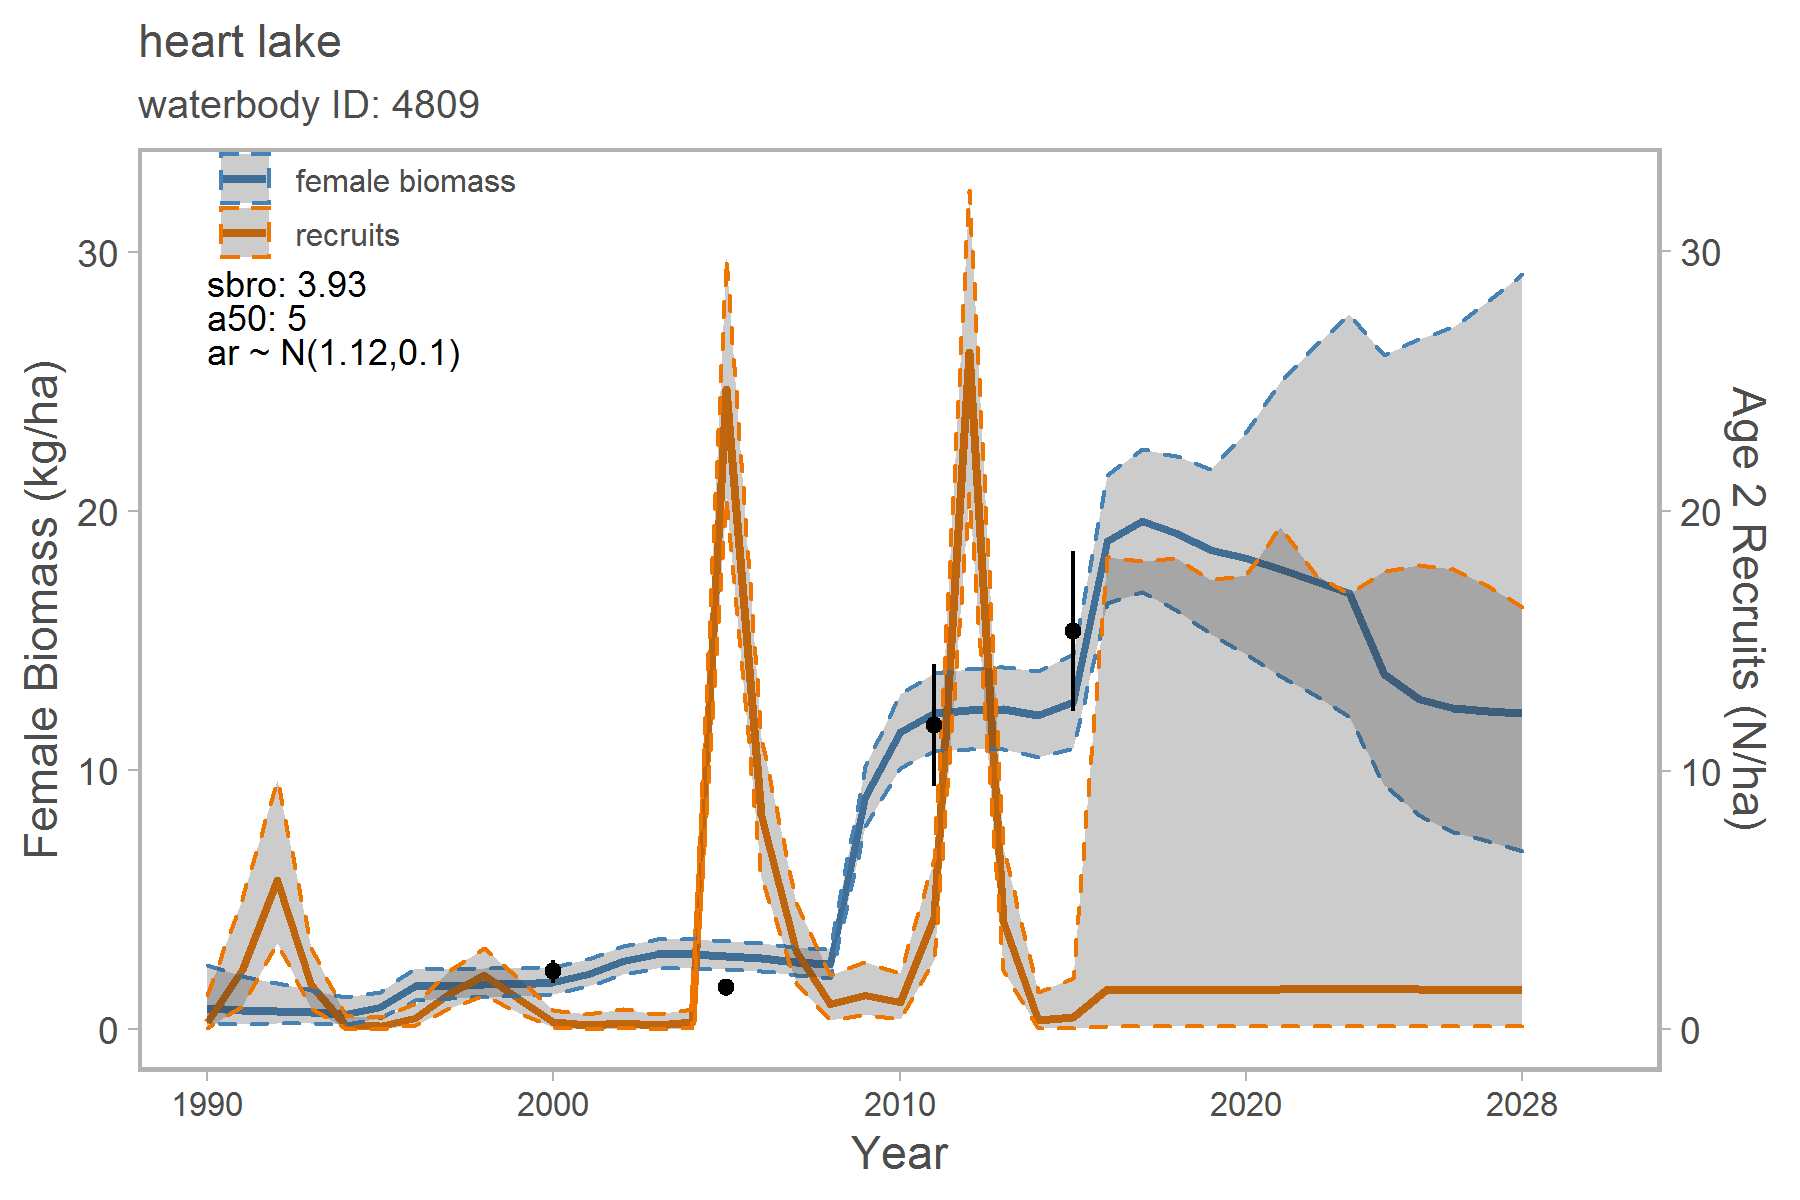 heart lake
waterbody ID: 4809
female biomass
recruits
sbro: 3.93
a50: 5
ar ~ N(1.12,0.1)
Female Biomass (kg/ha)
30
20
10
0
Age 2 Recruits (N/ha)
30
20
10
0
1990
2000
2010
2020
2028
Year